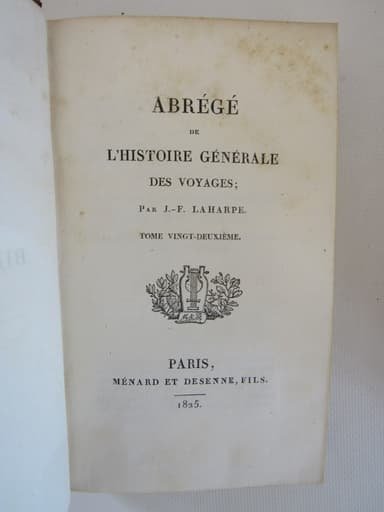 ABRÉGÉ
DE
L'HISTOIRE GÉNÉRALE
DES VOYAGES;
PAR J.-F. LAHARPE.
TOME VINGT-DEUXIÈME.
PARIS,
MÉNARD ET DESENNE, FILS.
1825.